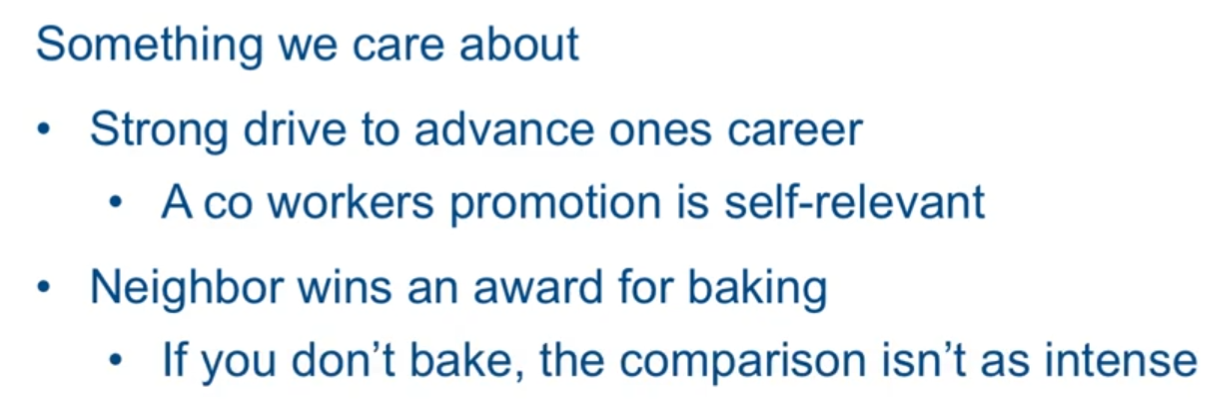 Something we care about
• Strong drive to advance ones career
• A co workers promotion is self-relevant
• Neighbor wins an award for baking
• If you don’t bake, the comparison isn’t as intense